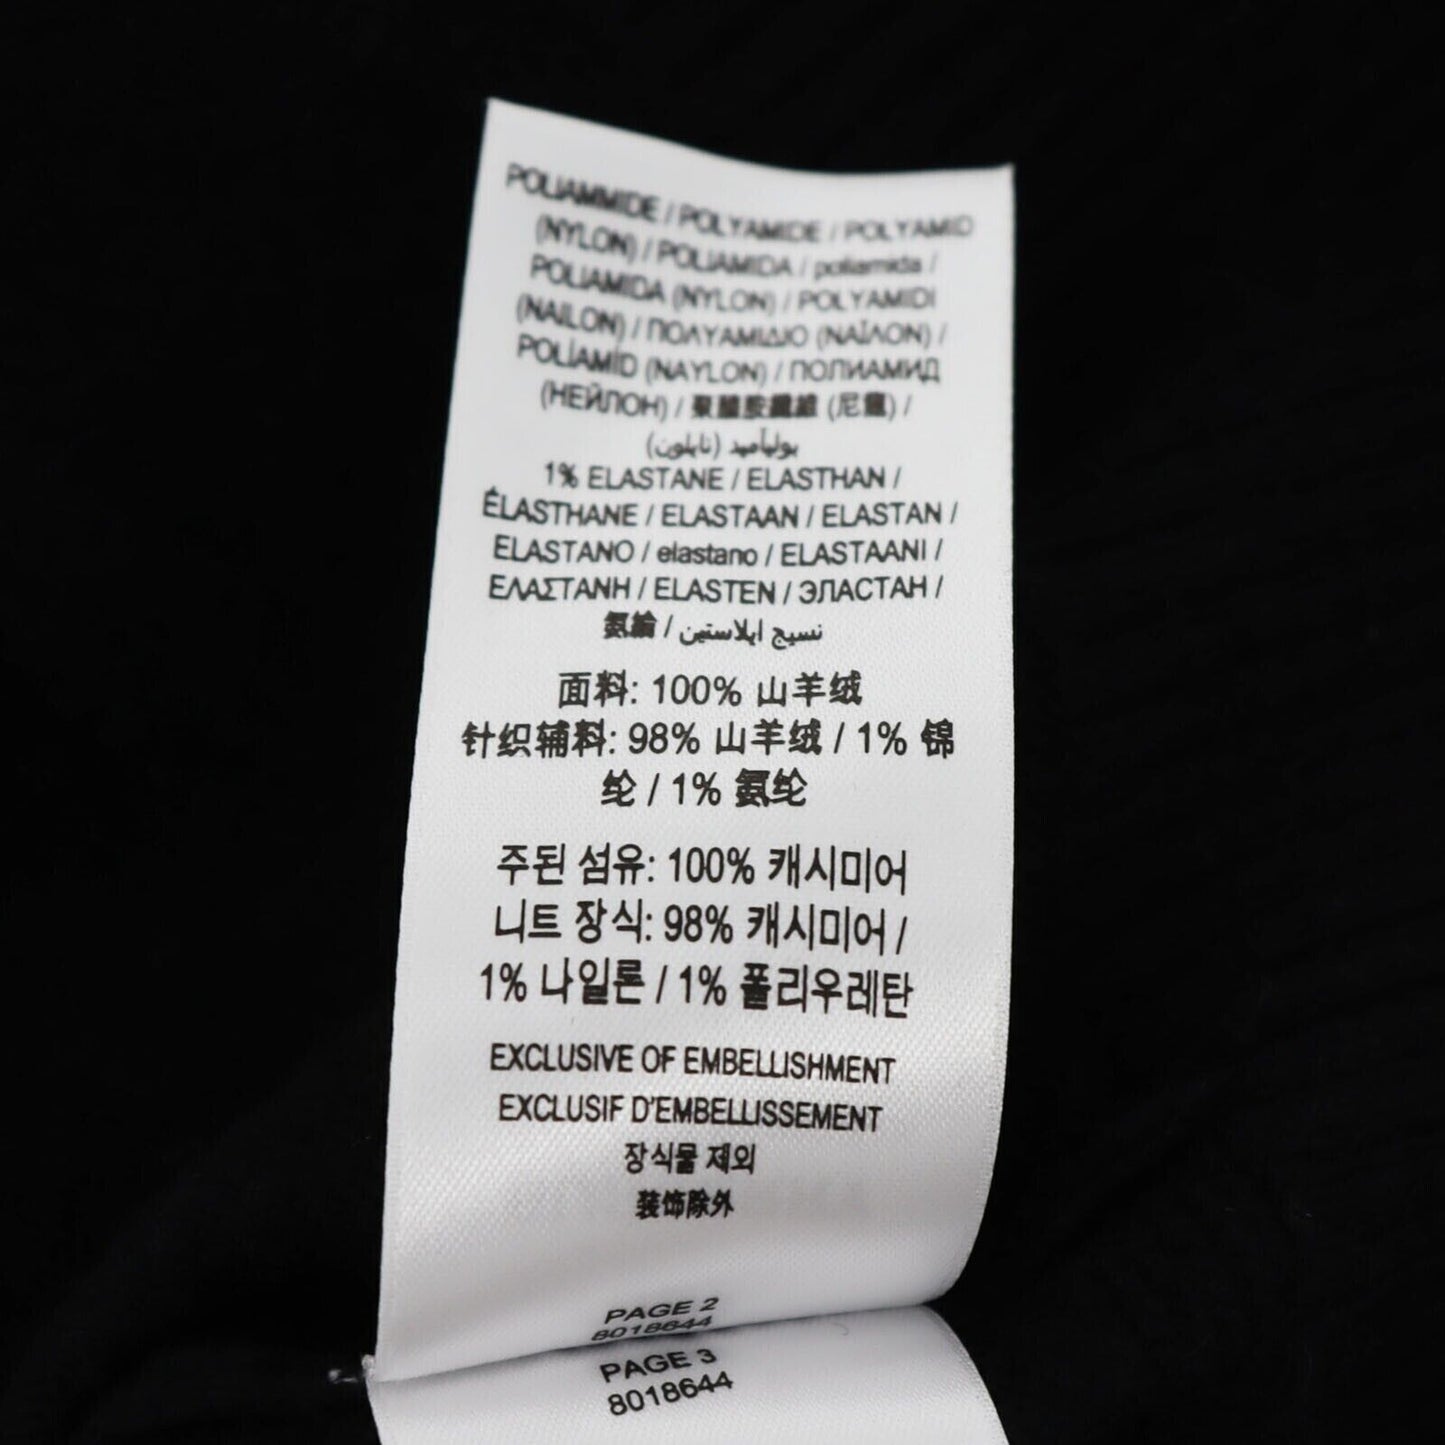 POLIAMMIDE / POLYAMIDE / POLYAMID
(NYLON) / POLIAMIDA / poliamida /
POLIAMIDA (NYLON) / POLYAMIDI
(NAILON) / ΠΟΛΥΑΜΙΔΙΟ (ΝΑΪΛΟΝ) /
POLİAMİD (NAYLON) / ПОЛИАМИД
(НЕЙЛОН) / 聚醯胺纖維 (尼龍) /
بولیأمید (نایلون)
1% ELASTANE / ELASTHAN /
ÉLASTHANE / ELASTAAN / ELASTAN /
ELASTANO / elastano / ELASTAANI /
ΕΛΑΣΤΑΝΗ / ELASTEN / ЭЛАСТАН /
氨綸 / نسيج ايلاستين
面料: 100% 山羊绒
针织辅料: 98% 山羊绒 / 1% 锦
纶 / 1% 氨纶
주된 섬유: 100% 캐시미어
니트 장식: 98% 캐시미어 /
1% 나일론 / 1% 폴리우레탄
EXCLUSIVE OF EMBELLISHMENT
EXCLUSIF D'EMBELLISSEMENT
장식물 제외
装饰除外
PAGE 2
8018644
PAGE 3
8018644